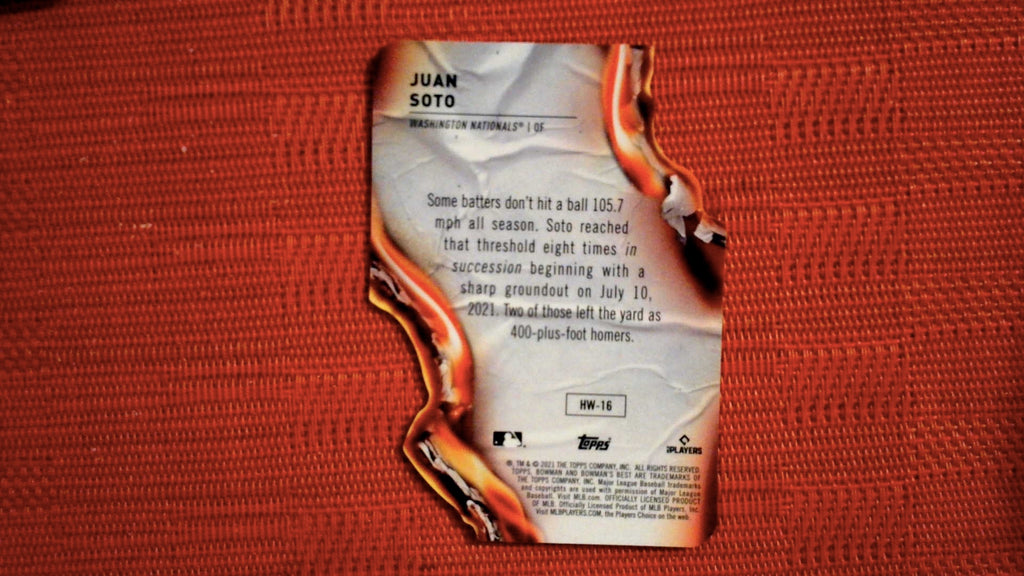 JUAN
SOTO
WASHINGTON NATIONALS® | OF
Some batters don't hit a ball 105.7
mph all season. Soto reached
that threshold eight times in
succession beginning with a
sharp groundout on July 10,
2021. Two of those left the yard as
400-plus-foot homers.
HW-16
topps
PLAYERS
®, TM & © 2021 THE TOPPS COMPANY, INC. ALL RIGHTS RESERVED.
TOPPS, BOWMAN AND BOWMAN'S BEST ARE TRADEMARKS OF
THE TOPPS COMPANY, INC. Major League Baseball trademarks
and copyrights are used with permission of Major League
Baseball. Visit MLB.com. OFFICIALLY LICENSED PRODUCT
OF MLB. Officially Licensed Product of MLB Players, Inc.
Visit MLBPLAYERS.COM, the Players Choice on the web.